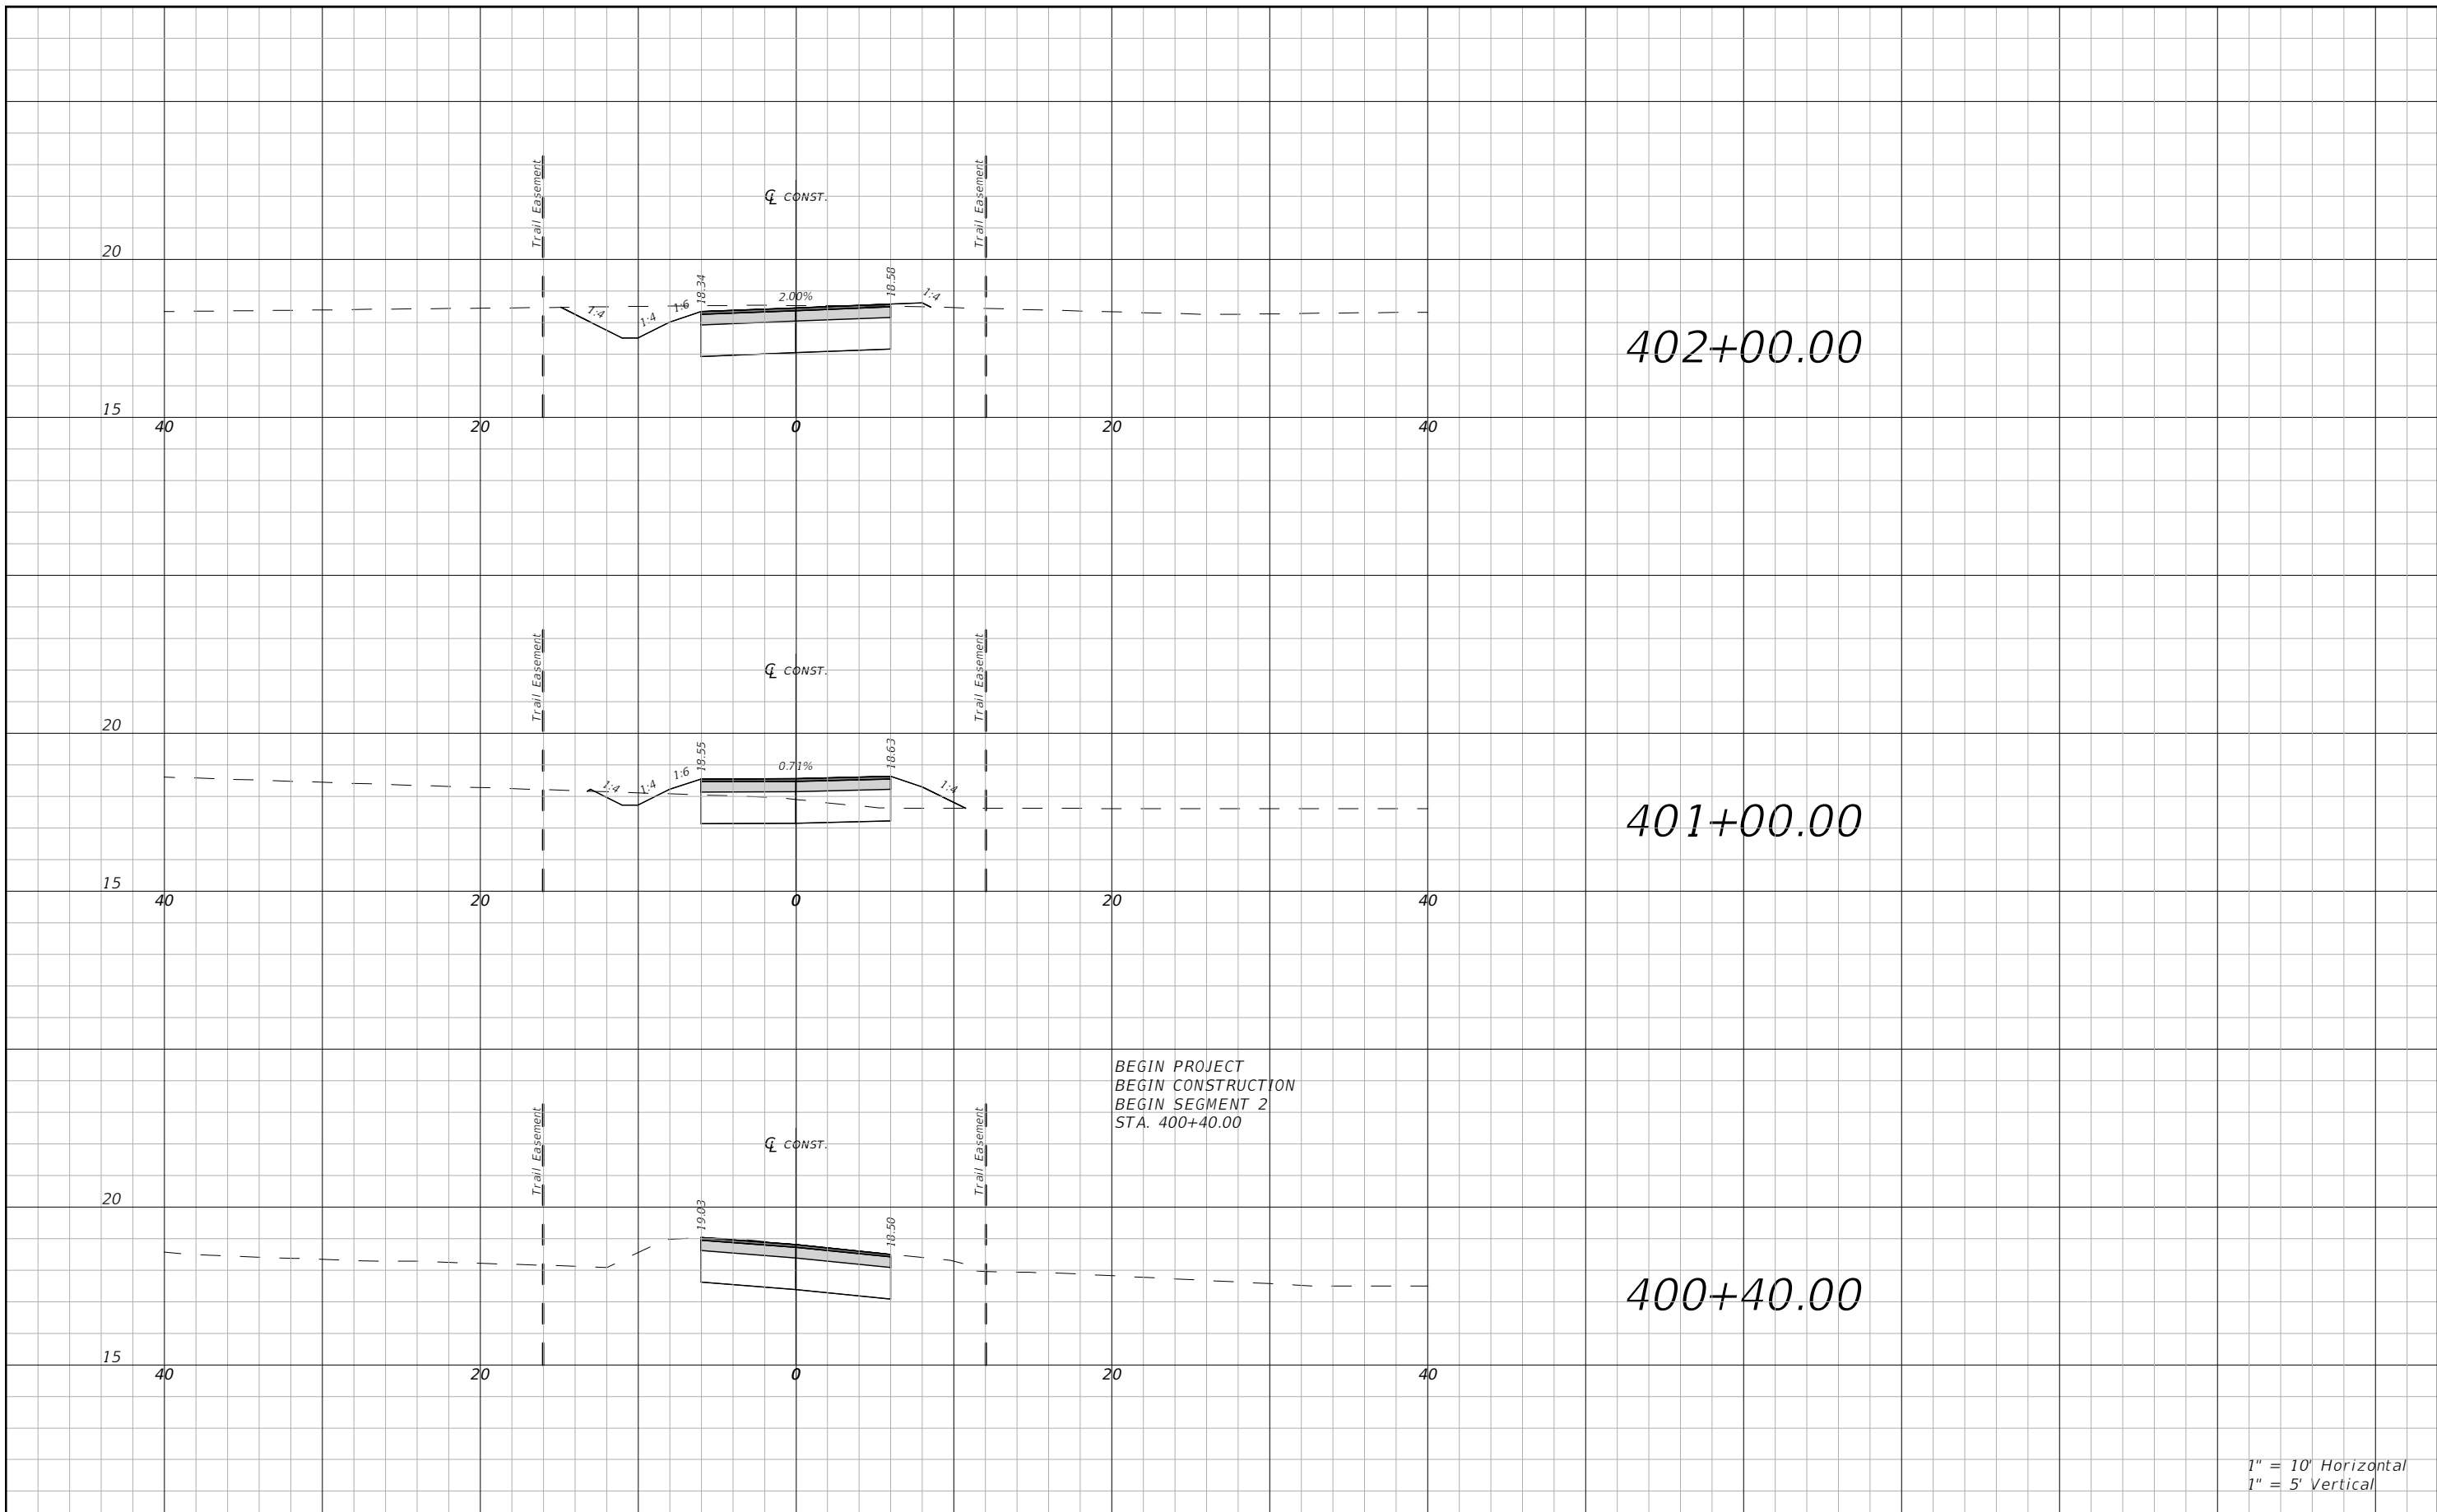 Trail Easement
Trail Easement
℄ CONST.
20
18.34
2.00%
18.58
1:4
1:4
1:4
1:6
402+00.00
15
40
20
0
20
40
Trail Easement
Trail Easement
℄ CONST.
20
18.55
0.71%
18.63
1:4
1:4
1:6
1:4
401+00.00
15
40
20
0
20
40
BEGIN PROJECT
BEGIN CONSTRUCTION
BEGIN SEGMENT 2
STA. 400+40.00
Trail Easement
Trail Easement
℄ CONST.
20
19.03
18.50
400+40.00
15
40
20
0
20
40
1" = 10' Horizontal
1" = 5' Vertical